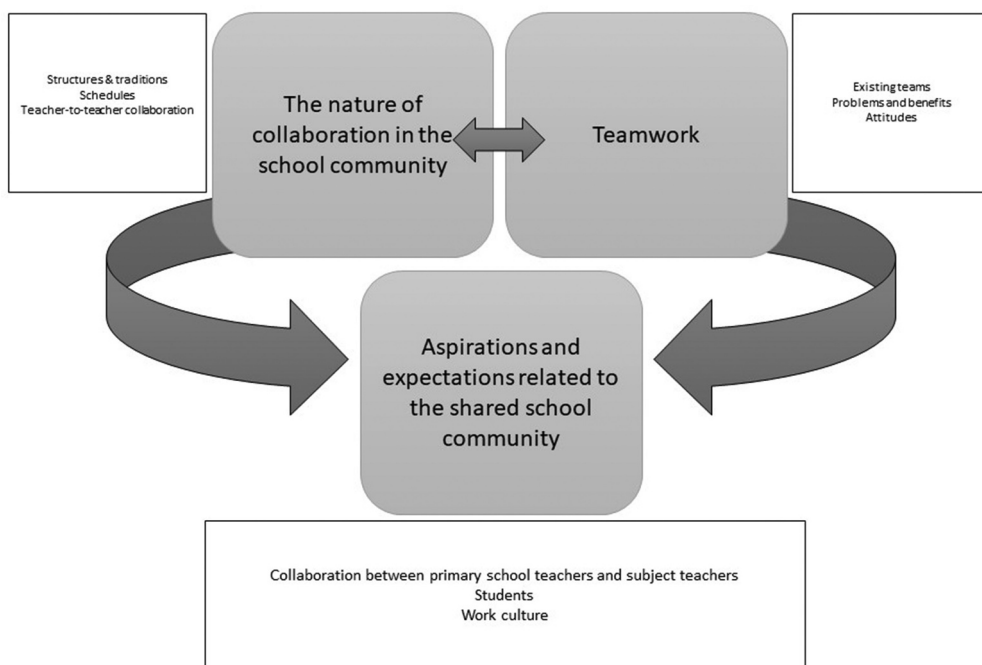 Structures & traditions
Schedules
Teacher-to-teacher collaboration
The nature of
collaboration in the
school community
Teamwork
Existing teams
Problems and benefits
Attitudes
Aspirations and
expectations related to
the shared school
community
Collaboration between primary school teachers and subject teachers
Students
Work culture